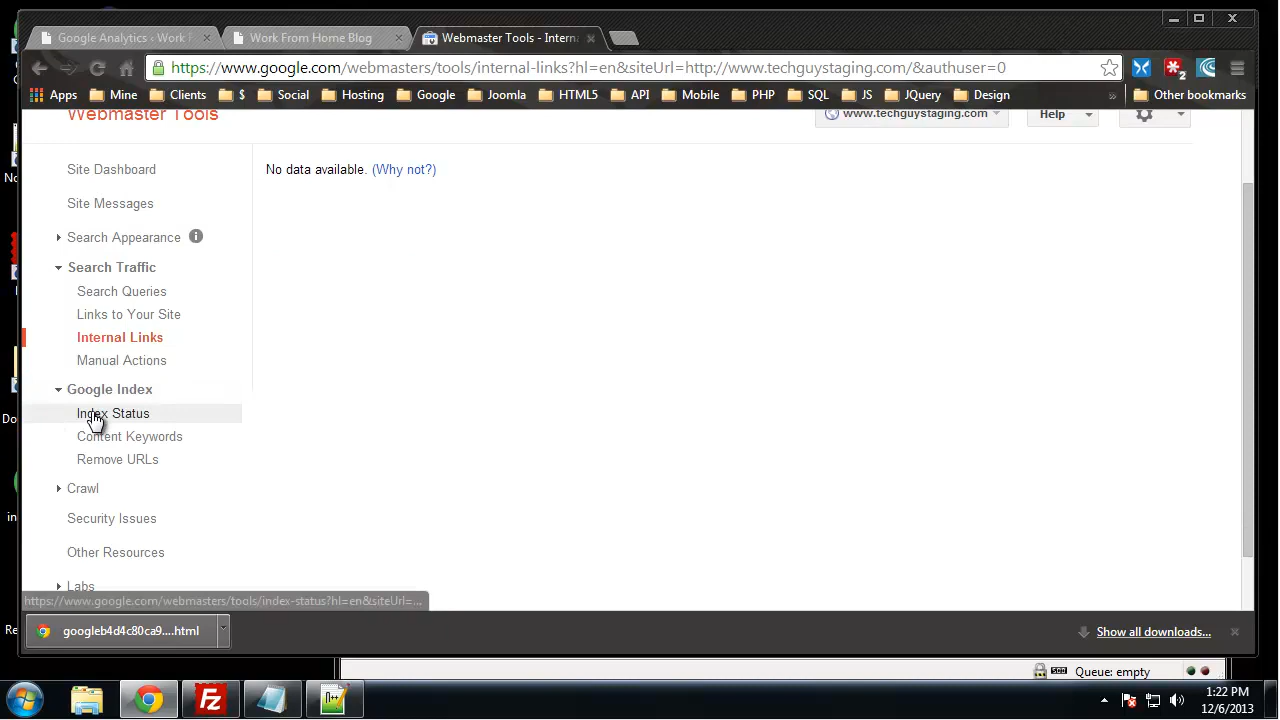 Google Analytics ‹ Work F
Work From Home Blog
Webmaster Tools - Interna
https://www.google.com/webmasters/tools/internal-links?hl=en&siteUrl=http://www.techguystaging.com/&authuser=0
2
Apps
Mine
Clients
$
Social
Hosting
Google
Joomla
HTML5
API
Mobile
PHP
SQL
JS
JQuery
Design
»
Other bookmarks
Webmaster Tools
www.techguystaging.com
Help
Site Dashboard
No data available. (Why not?)
Site Messages
Search Appearance
Search Traffic
Search Queries
Links to Your Site
Internal Links
Manual Actions
Google Index
Index Status
Content Keywords
Remove URLs
Crawl
Security Issues
Other Resources
Labs
https://www.google.com/webmasters/tools/index-status?hl=en&siteUrl=...
googleb4d4c80ca9....html
Show all downloads...
Queue: empty
1:22 PM
12/6/2013